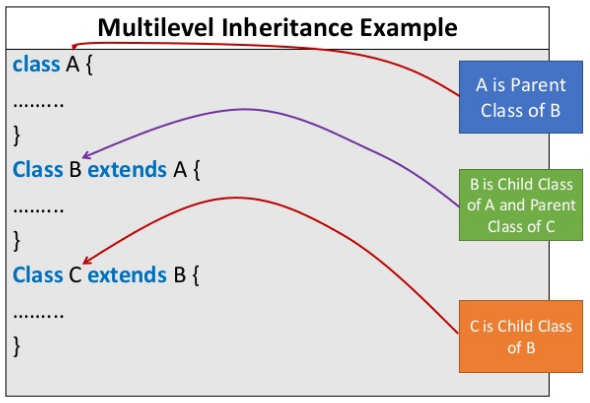 Multilevel Inheritance Example
class A {
.........
}
Class B extends A {
.........
}
Class C extends B {
.........
}
A is Parent
Class of B
B is Child Class
of A and Parent
Class of C
C is Child Class
of B